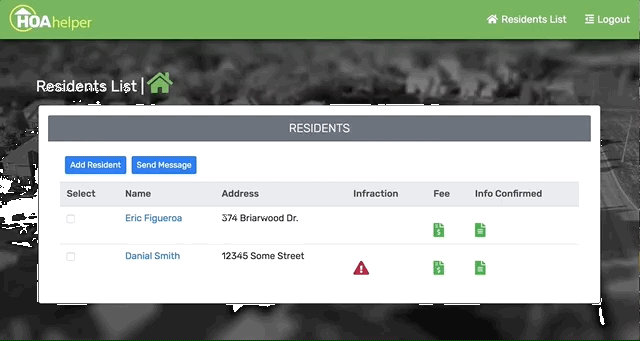 HOAhelper
Residents List
Logout
Residents List |
RESIDENTS
Add Resident
Send Message
Select Name Address Infraction Fee Info Confirmed
Eric Figueroa 374 Briarwood Dr.
Danial Smith 12345 Some Street